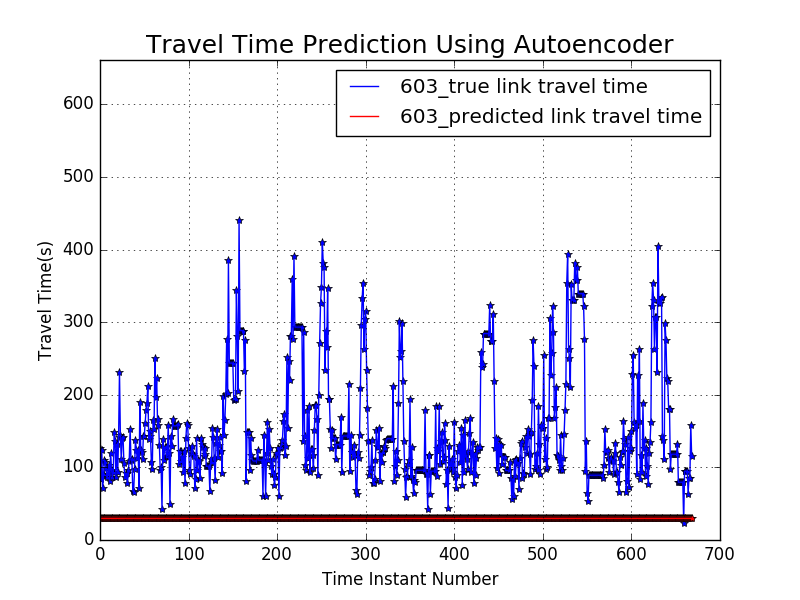 Travel Time Prediction Using Autoencoder
603_true link travel time
603_predicted link travel time
600
500
400
300
200
100
0
Travel Time(s)
0 100 200 300 400 500 600 700
Time Instant Number